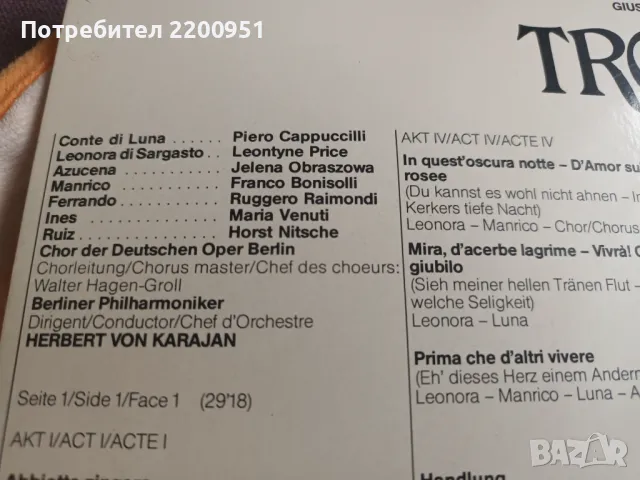 Потребител 2200951
GIUS
TRO
Conte di Luna ...... Piero Cappuccilli
Leonora di Sargasto .. Leontyne Price
Azucena ............ Jelena Obraszowa
Manrico ............ Franco Bonisolli
Ferrando ........... Ruggero Raimondi
Ines ............... Maria Venuti
Ruiz ............... Horst Nitsche
Chor der Deutschen Oper Berlin
Chorleitung/Chorus master/Chef des choeurs:
Walter Hagen-Groll
Berliner Philharmoniker
Dirigent/Conductor/Chef d'Orchestre
HERBERT VON KARAJAN
Seite 1/Side 1/Face 1 (29'18)
AKT I/ACT I/ACTE I
AKT IV/ACT IV/ACTE IV
In quest'oscura notte – D'Amor su
rosee
(Du kannst es wohl nicht ahnen – In
Kerkers tiefe Nacht)
Leonora – Manrico – Chor/Chorus
Mira, d'acerbe lagrime – Vivrà!
giubilo
(Sieh meiner hellen Tränen Flut –
welche Seligkeit)
Leonora – Luna
Prima che d'altri vivere
(Eh' dieses Herz einem Andern
Leonora – Manrico – Luna – A
Handlung
BAZAR